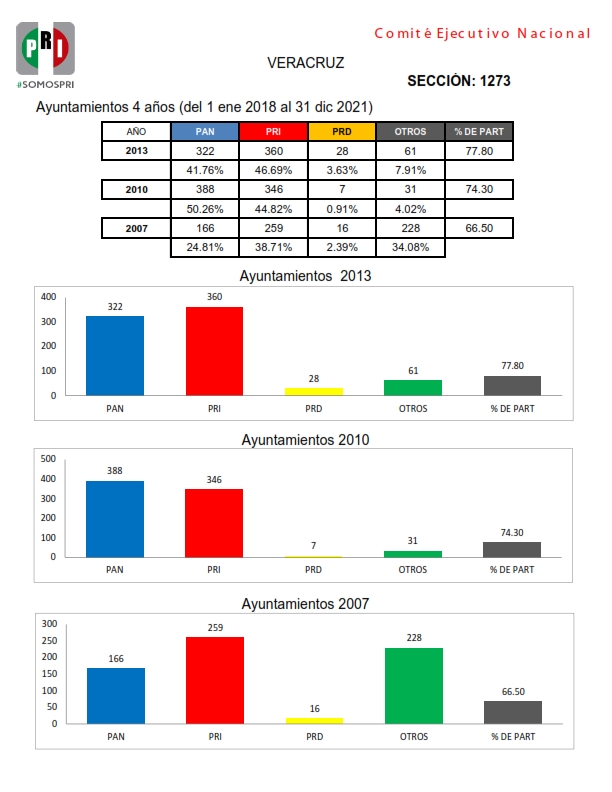 Comité Ejecutivo Nacional
PRI
#SOMOSPRI
VERACRUZ
SECCIÓN: 1273
Ayuntamientos 4 años (del 1 ene 2018 al 31 dic 2021)
AÑO PAN PRI PRD OTROS % DE PART
2013 322 360 28 61 77.80
41.76% 46.69% 3.63% 7.91%
2010 388 346 7 31 74.30
50.26% 44.82% 0.91% 4.02%
2007 166 259 16 228 66.50
24.81% 38.71% 2.39% 34.08%
Ayuntamientos 2013
400
300
200
100
0
322 360 28 61 77.80
PAN PRI PRD OTROS % DE PART
Ayuntamientos 2010
500
400
300
200
100
0
388 346 7 31 74.30
PAN PRI PRD OTROS % DE PART
Ayuntamientos 2007
300
250
200
150
100
50
0
166 259 16 228 66.50
PAN PRI PRD OTROS % DE PART